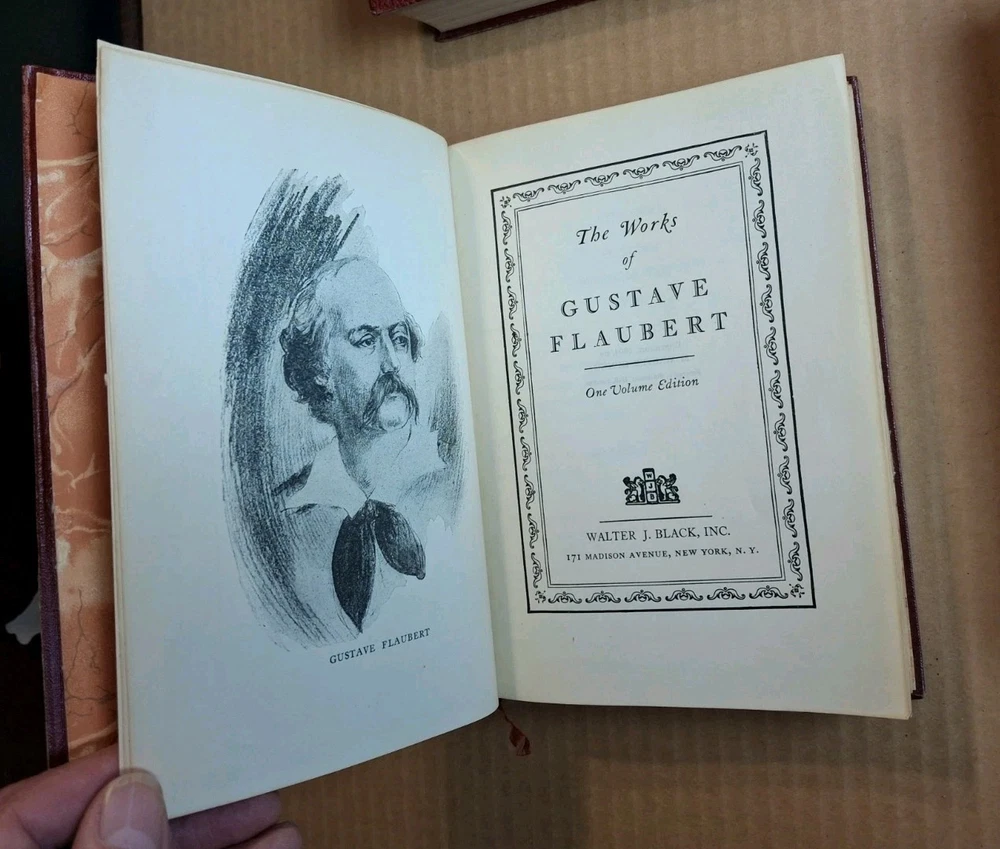 GUSTAVE FLAUBERT
The Works
of
GUSTAVE
FLAUBERT
One Volume Edition
W
J
B
WALTER J. BLACK, INC.
171 MADISON AVENUE, NEW YORK, N. Y.